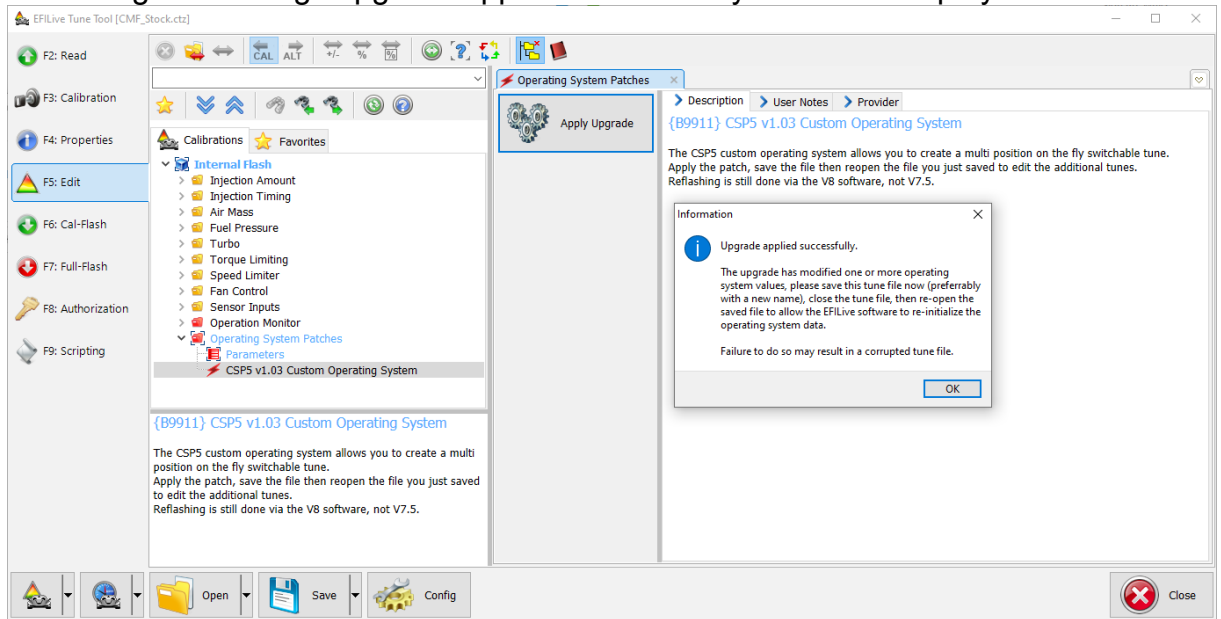 EFILive Tune Tool [CMF_Stock.ctz]
F2: Read
F3: Calibration
F4: Properties
F5: Edit
F6: Cal-Flash
F7: Full-Flash
F8: Authorization
F9: Scripting
CAL ALT +/- % %
Calibrations Favorites
Internal Flash
Injection Amount
Injection Timing
Air Mass
Fuel Pressure
Turbo
Torque Limiting
Speed Limiter
Fan Control
Sensor Inputs
Operation Monitor
Operating System Patches
Parameters
CSP5 v1.03 Custom Operating System
{B9911} CSP5 v1.03 Custom Operating System
The CSP5 custom operating system allows you to create a multi
position on the fly switchable tune.
Apply the patch, save the file then reopen the file you just saved
to edit the additional tunes.
Reflashing is still done via the V8 software, not V7.5.
Operating System Patches
Apply Upgrade
Description User Notes Provider
{B9911} CSP5 v1.03 Custom Operating System
The CSP5 custom operating system allows you to create a multi position on the fly switchable tune.
Apply the patch, save the file then reopen the file you just saved to edit the additional tunes.
Reflashing is still done via the V8 software, not V7.5.
Information
Upgrade applied successfully.
The upgrade has modified one or more operating
system values, please save this tune file now (preferrably
with a new name), close the tune file, then re-open the
saved file to allow the EFILive software to re-initialize the
operating system data.
Failure to do so may result in a corrupted tune file.
OK
Open Save Config Close